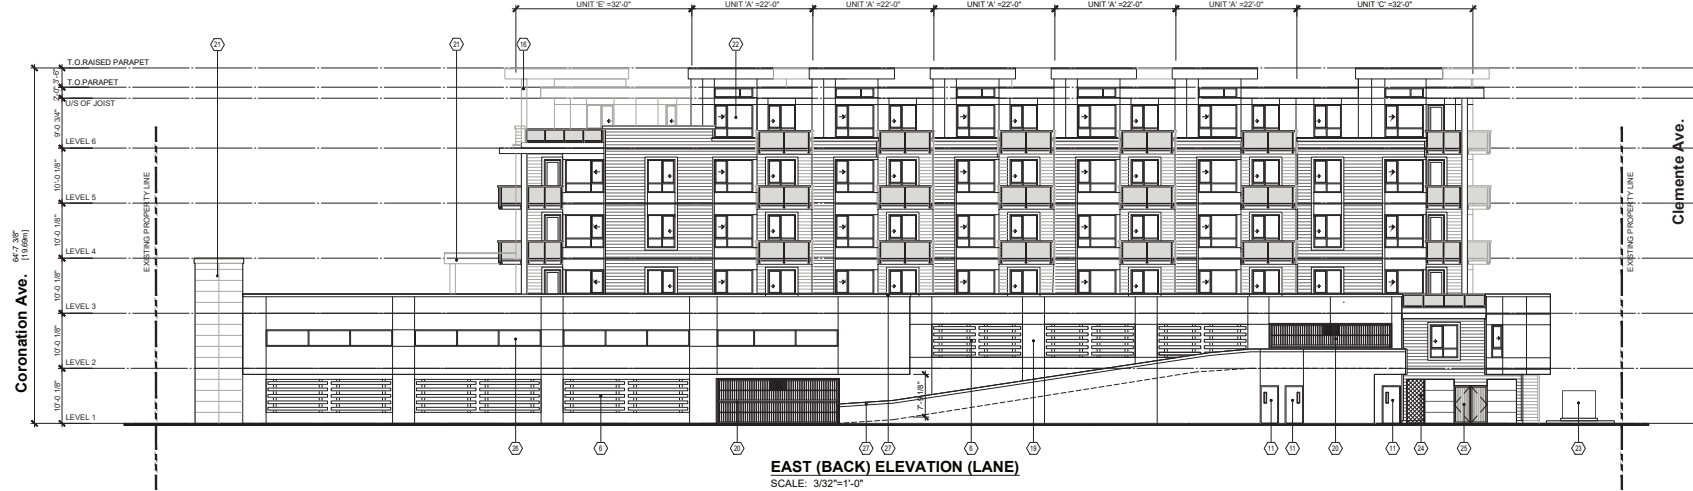 UNIT 'E' =32'-0"
UNIT 'A' =22'-0"
UNIT 'A' =22'-0"
UNIT 'A' =22'-0"
UNIT 'A' =22'-0"
UNIT 'A' =22'-0"
UNIT 'C' =32'-0"
21
21
16
22
T.O.RAISED PARAPET
T.O.PARAPET
U/S OF JOIST
LEVEL 6
LEVEL 5
LEVEL 4
LEVEL 3
LEVEL 2
LEVEL 1
3'-6"
2'-0"
9'-0 3/4"
10'-0 1/8"
10'-0 1/8"
10'-0 1/8"
10'-0 1/8"
10'-0 1/8"
64'-7 3/8"
[19.69m]
Coronation Ave.
EXISTING PROPERTY LINE
EXISTING PROPERTY LINE
Clemente Ave.
26
6
20
27
27
6
19
11
11
20
11
24
25
23
EAST (BACK) ELEVATION (LANE)
SCALE: 3/32"=1'-0"